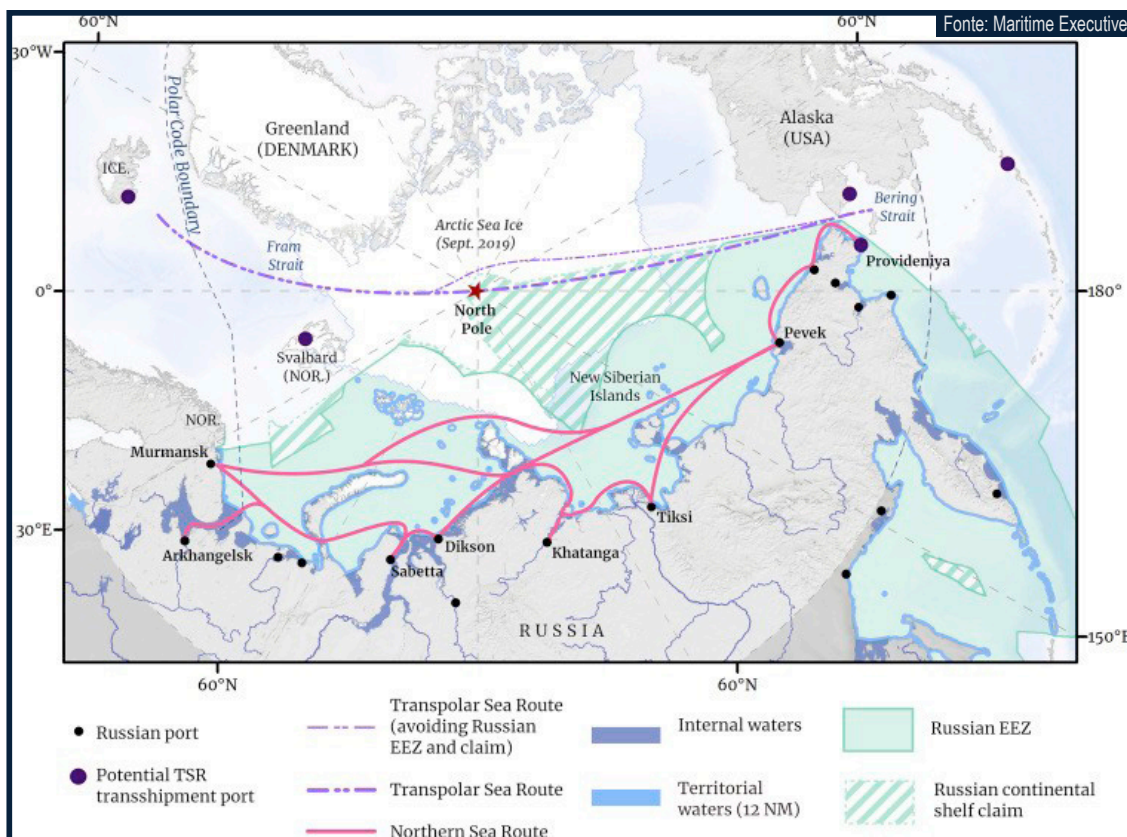 60°N
60°N
Fonte: Maritime Executive
30°W
Polar Code Boundary
Greenland
(DENMARK)
Alaska
(USA)
ICE.
Bering
Strait
Arctic Sea Ice
(Sept. 2019)
Fram
Strait
Provideniya
0°
180°
North
Pole
Svalbard
(NOR.)
Pevek
New Siberian
Islands
NOR.
Murmansk
30°E
Arkhangelsk
Sabetta
Dikson
Khatanga
Tiksi
RUSSIA
150°E
60°N
60°N
Russian port
Potential TSR
transshipment port
Transpolar Sea Route
(avoiding Russian
EEZ and claim)
Transpolar Sea Route
Northern Sea Route
Internal waters
Territorial
waters (12 NM)
Russian EEZ
Russian continental
shelf claim